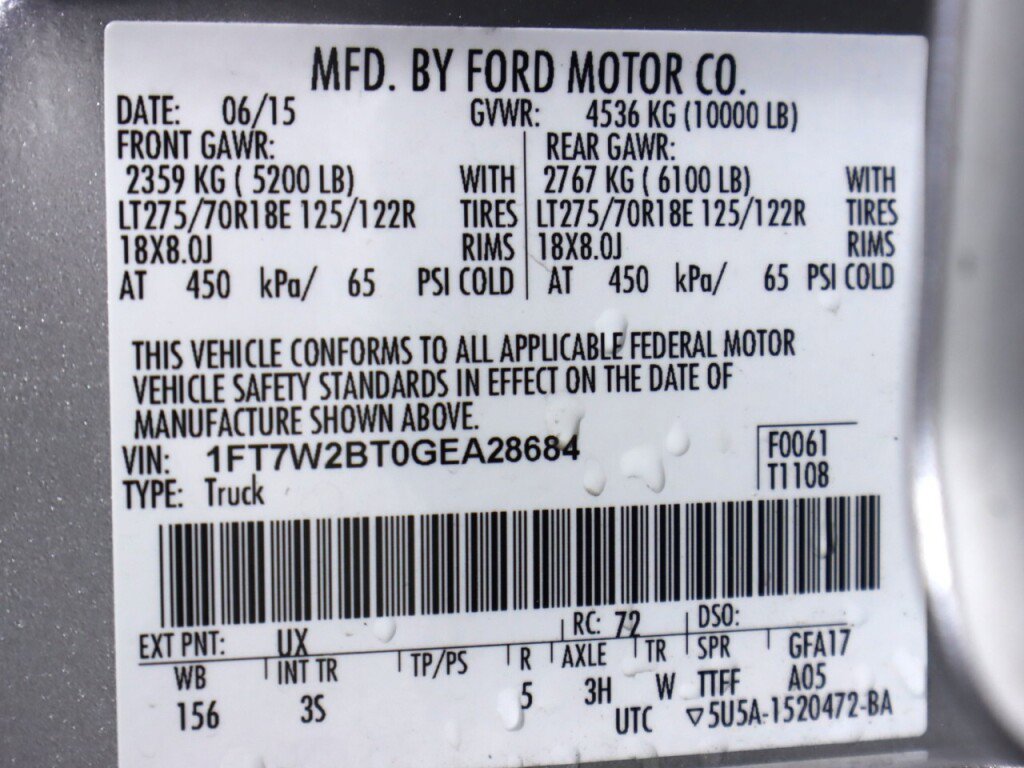 MFD. BY FORD MOTOR CO.
DATE: 06/15 GVWR: 4536 KG (10000 LB)
FRONT GAWR: REAR GAWR:
2359 KG ( 5200 LB) WITH 2767 KG ( 6100 LB) WITH
LT275/70R18E 125/122R TIRES LT275/70R18E 125/122R TIRES
18X8.0J RIMS 18X8.0J RIMS
AT 450 kPa/ 65 PSI COLD AT 450 kPa/ 65 PSI COLD
THIS VEHICLE CONFORMS TO ALL APPLICABLE FEDERAL MOTOR
VEHICLE SAFETY STANDARDS IN EFFECT ON THE DATE OF
MANUFACTURE SHOWN ABOVE.
VIN: 1FT7W2BT0GEA28684 F0061
TYPE: Truck T1108
EXT PNT: UX RC: 72 DSO:
WB INT TR TP/PS R AXLE TR SPR GFA17
156 3S 5 3H W TTFF A05
UTC ▽5U5A-1520472-BA